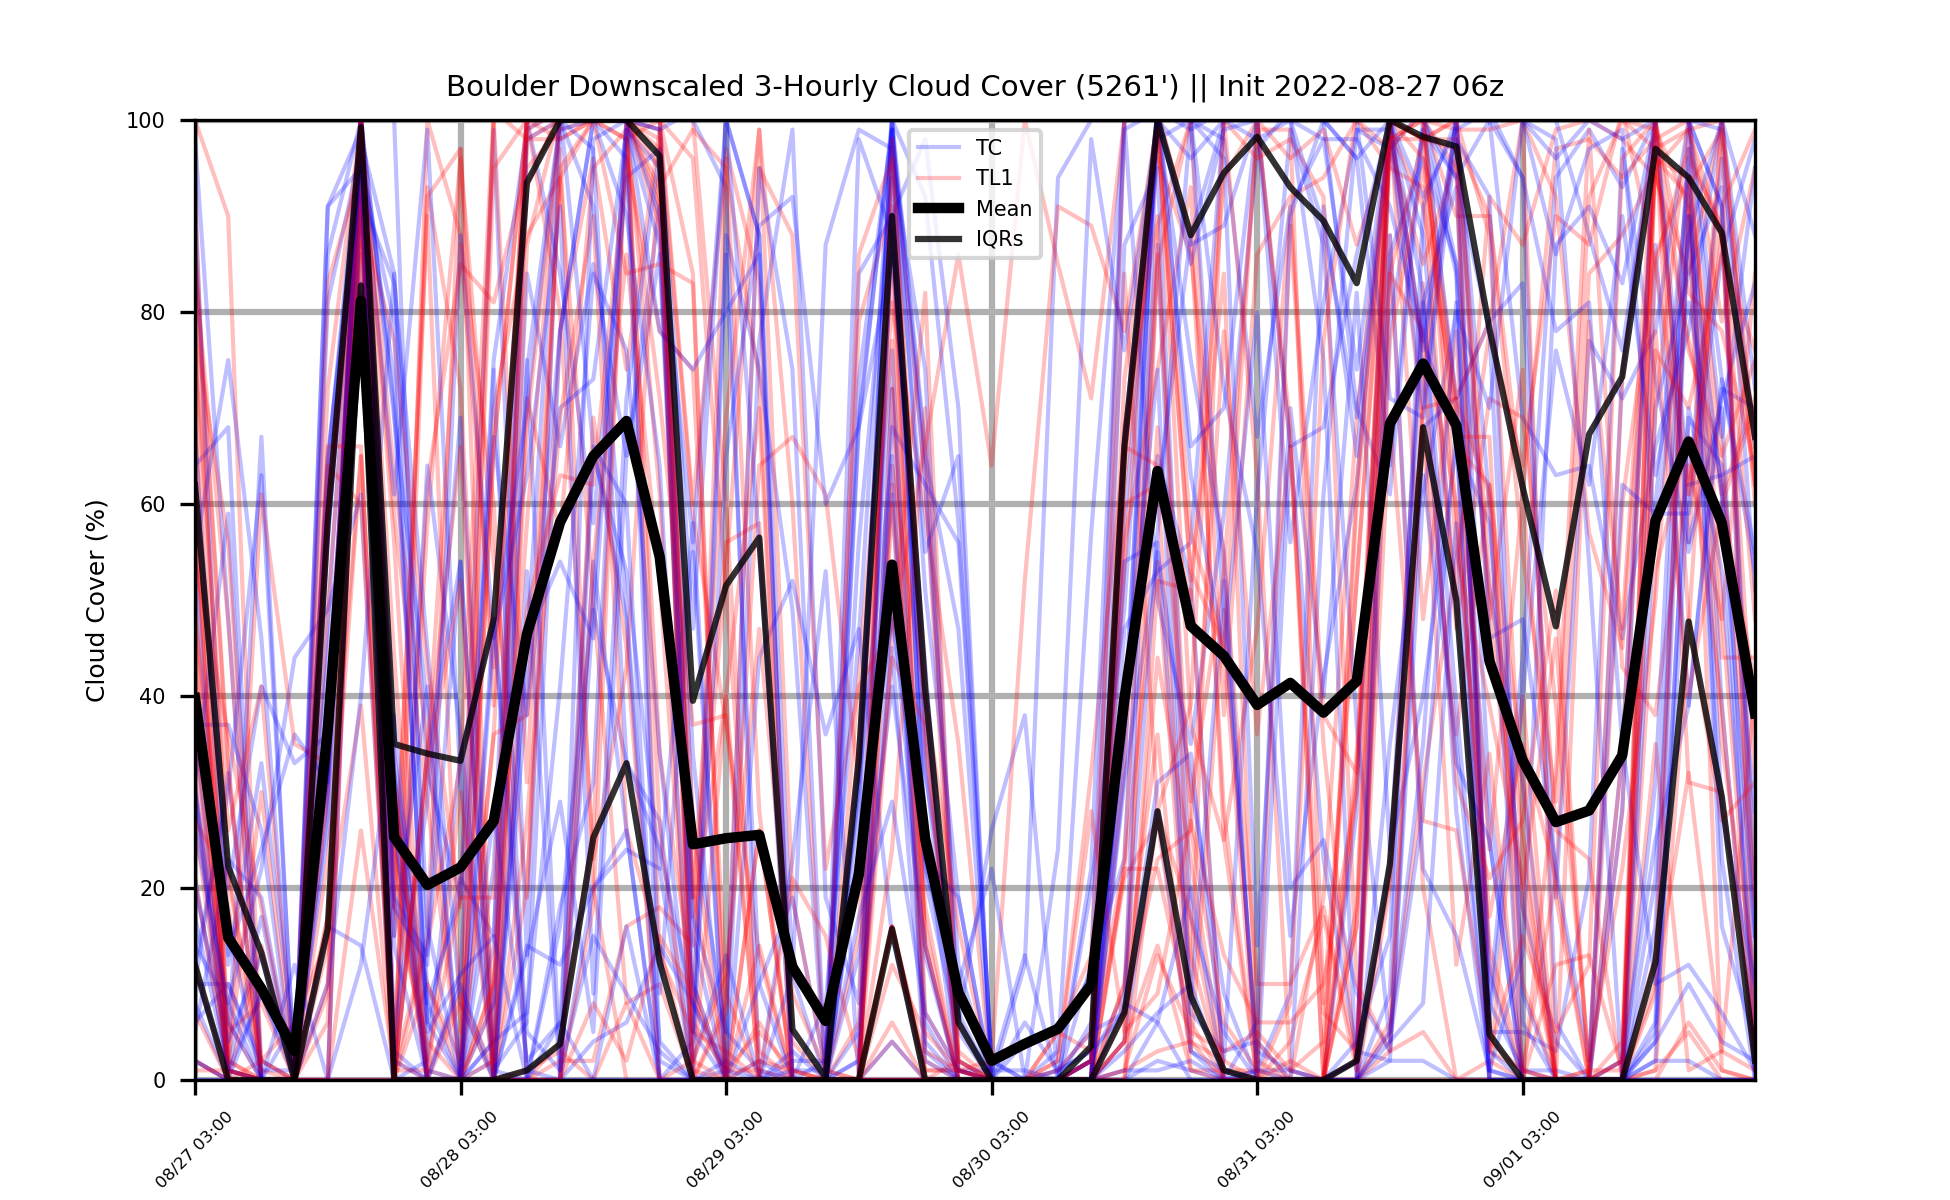 Boulder Downscaled 3-Hourly Cloud Cover (5261') || Init 2022-08-27 06z
Cloud Cover (%)
100
80
60
40
20
0
TC
TL1
Mean
IQRs
08/27 03:00
08/28 03:00
08/29 03:00
08/30 03:00
08/31 03:00
09/01 03:00